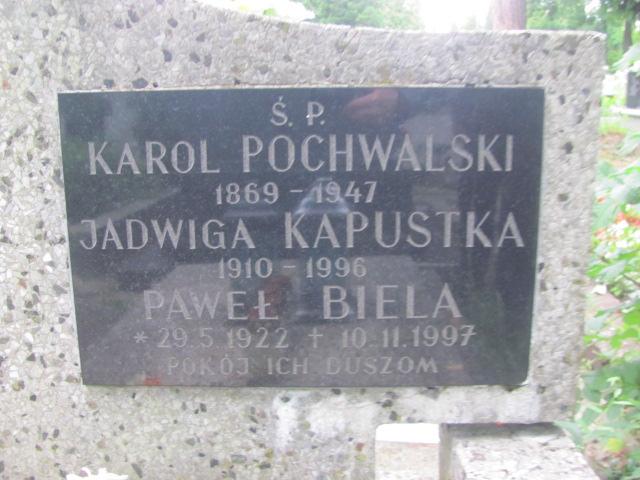 Ś. P.
KAROL POCHWALSKI
1869 - 1947
JADWIGA KAPUSTKA
1910 - 1996
PAWEŁ BIELA
* 29.5.1922 + 10.11.1997
POKÓJ ICH DUSZOM